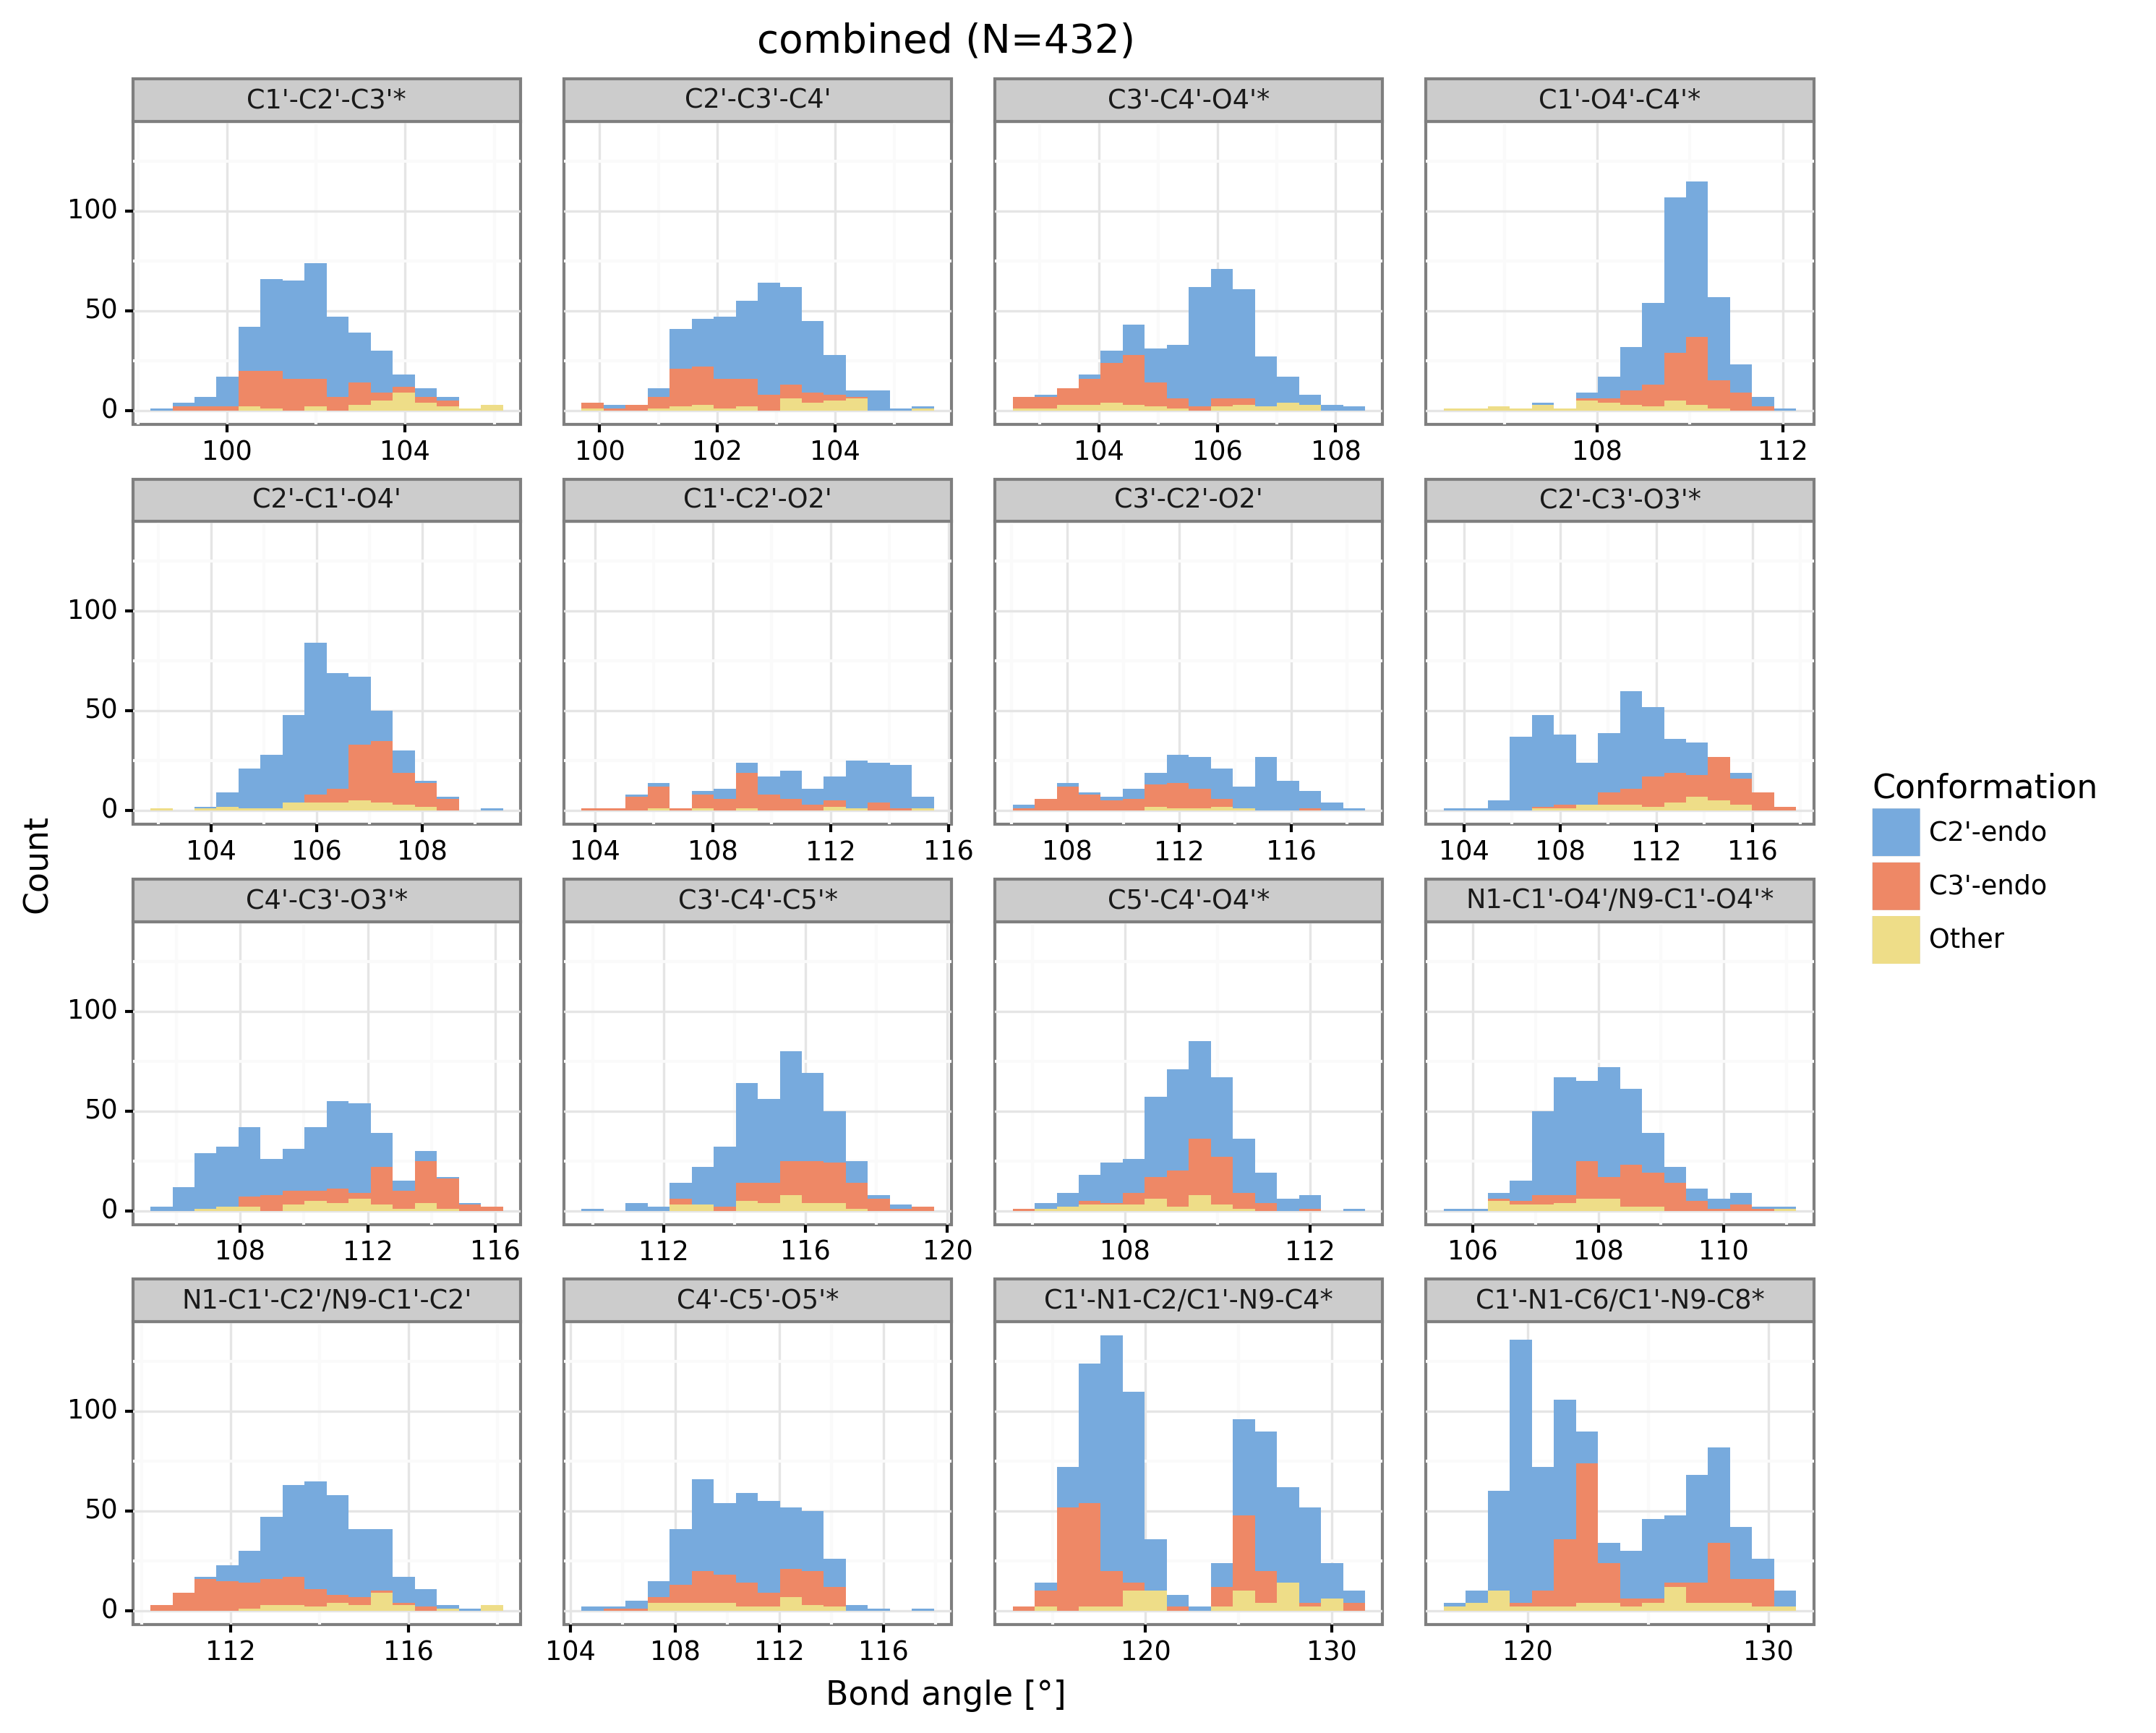 combined (N=432)
C1'-C2'-C3'*
C2'-C3'-C4'
C3'-C4'-O4'*
C1'-O4'-C4'*
100
50
0
100 104
100 102 104
104 106 108
108 112
C2'-C1'-O4'
C1'-C2'-O2'
C3'-C2'-O2'
C2'-C3'-O3'*
100
50
0
104 106 108
104 108 112 116
108 112 116
104 108 112 116
C4'-C3'-O3'*
C3'-C4'-C5'*
C5'-C4'-O4'*
N1-C1'-O4'/N9-C1'-O4'*
100
50
0
108 112 116
112 116 120
108 112
106 108 110
N1-C1'-C2'/N9-C1'-C2'
C4'-C5'-O5'*
C1'-N1-C2/C1'-N9-C4*
C1'-N1-C6/C1'-N9-C8*
100
50
0
112 116
104 108 112 116
120 130
120 130
Count
Bond angle [°]
Conformation
C2'-endo
C3'-endo
Other